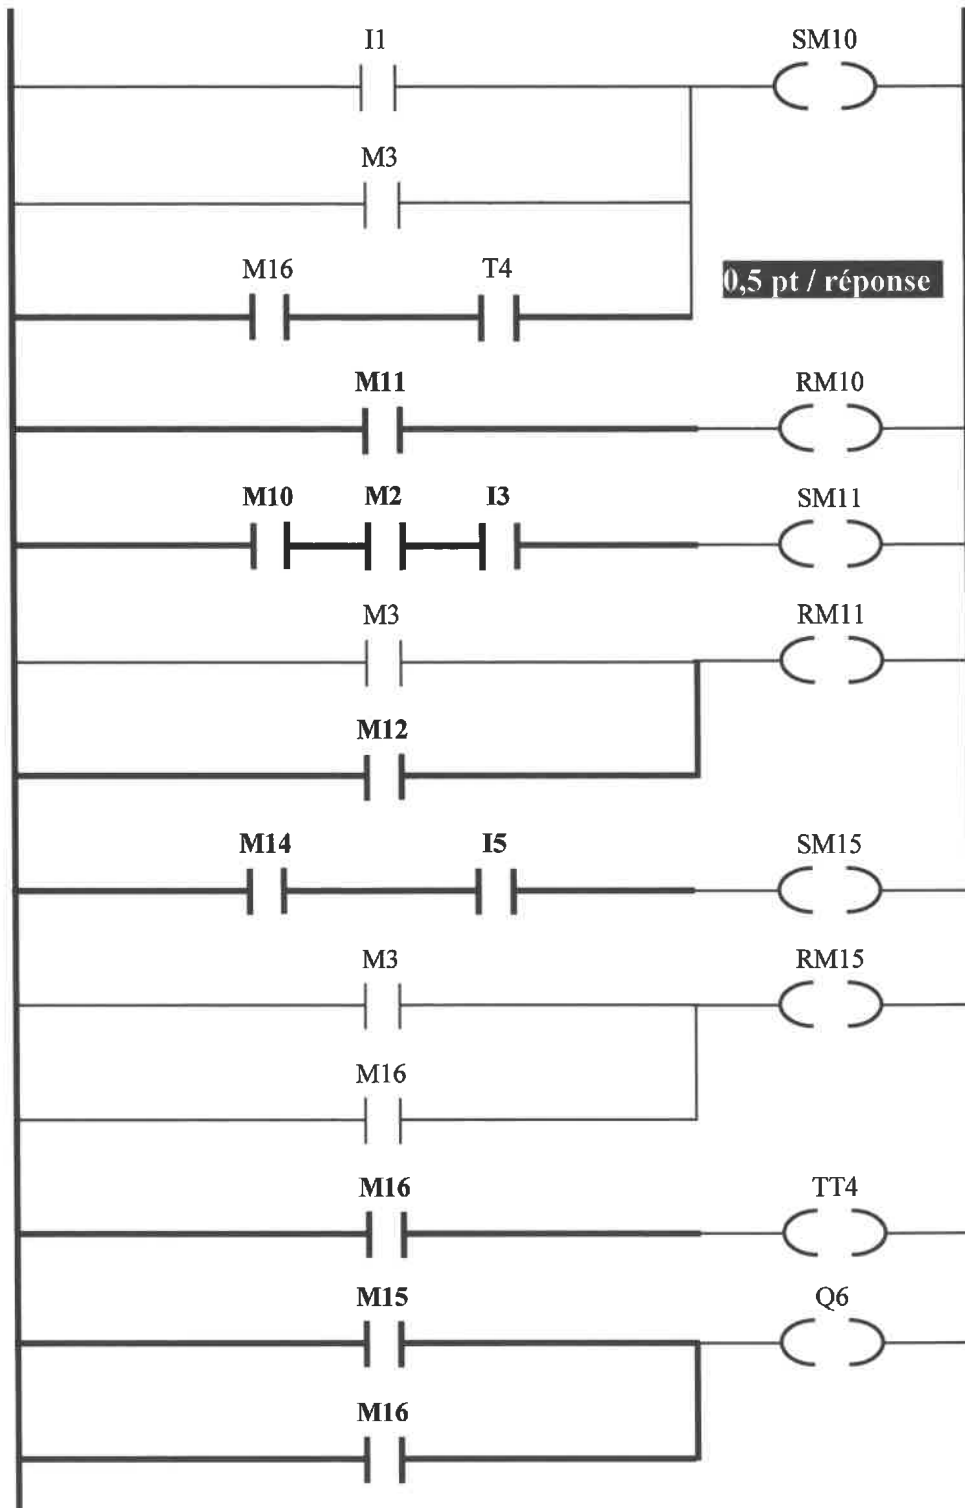 I1 SM10
M3
M16 T4
0,5 pt / réponse
M11 RM10
M10 M2 I3 SM11
M3 RM11
M12
M14 I5 SM15
M3 RM15
M16
M16 TT4
M15 Q6
M16